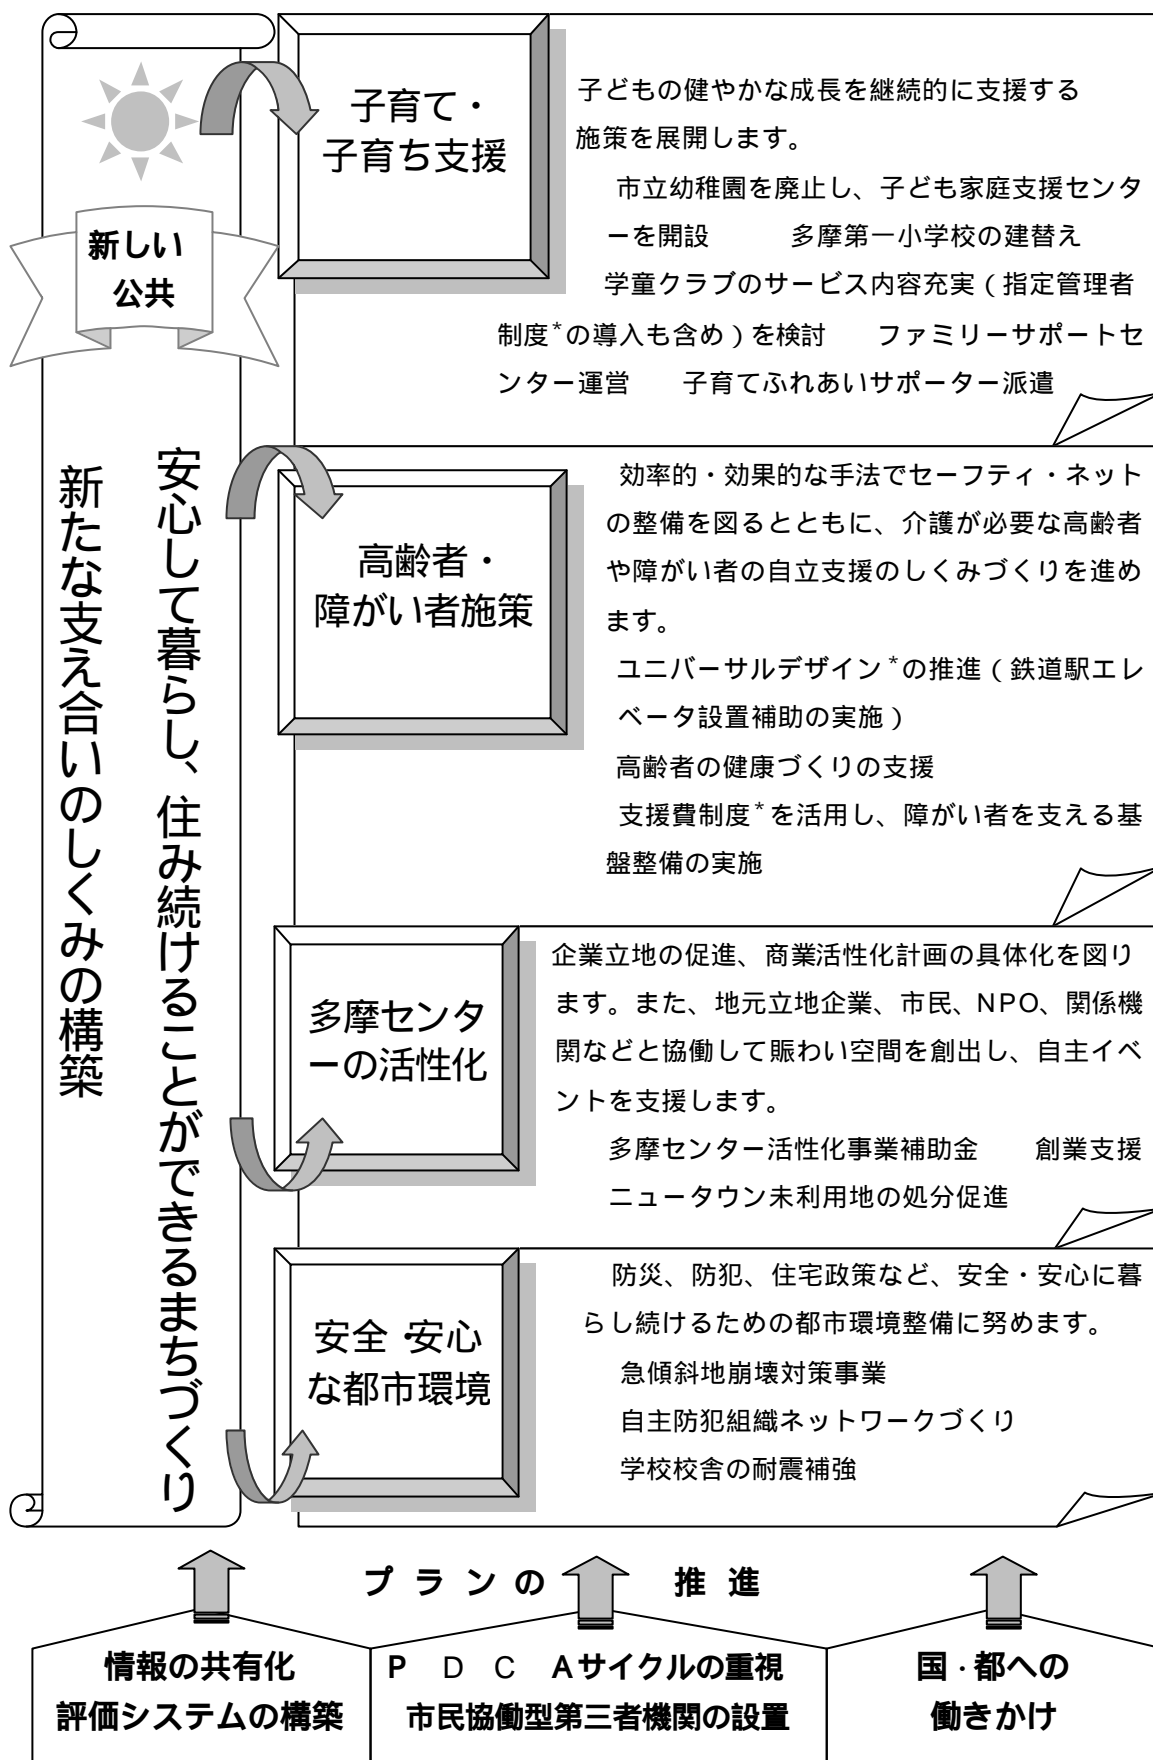 新しい
公共
安心して暮らし、住み続けることができるまちづくり
新たな支え合いのしくみの構築
子育て・
子育ち支援
子どもの健やかな成長を継続的に支援する
施策を展開します。
市立幼稚園を廃止し、子ども家庭支援センタ
ーを開設　　多摩第一小学校の建替え
学童クラブのサービス内容充実（指定管理者
制度*の導入も含め）を検討　　ファミリーサポートセ
ンター運営　　子育てふれあいサポーター派遣
高齢者・
障がい者施策
効率的・効果的な手法でセーフティ・ネット
の整備を図るとともに、介護が必要な高齢者
や障がい者の自立支援のしくみづくりを進め
ます。
ユニバーサルデザイン*の推進（鉄道駅エレ
ベータ設置補助の実施）
高齢者の健康づくりの支援
支援費制度*を活用し、障がい者を支える基
盤整備の実施
多摩センタ
ーの活性化
企業立地の促進、商業活性化計画の具体化を図り
ます。また、地元立地企業、市民、NPO、関係機
関などと協働して賑わい空間を創出し、自主イベ
ントを支援します。
多摩センター活性化事業補助金　　創業支援
ニュータウン未利用地の処分促進
安全・安心
な都市環境
防災、防犯、住宅政策など、安全・安心に暮
らし続けるための都市環境整備に努めます。
急傾斜地崩壊対策事業
自主防犯組織ネットワークづくり
学校校舎の耐震補強
プランの　推進
情報の共有化
評価システムの構築
P　D　C　Aサイクルの重視
市民協働型第三者機関の設置
国・都への
働きかけ